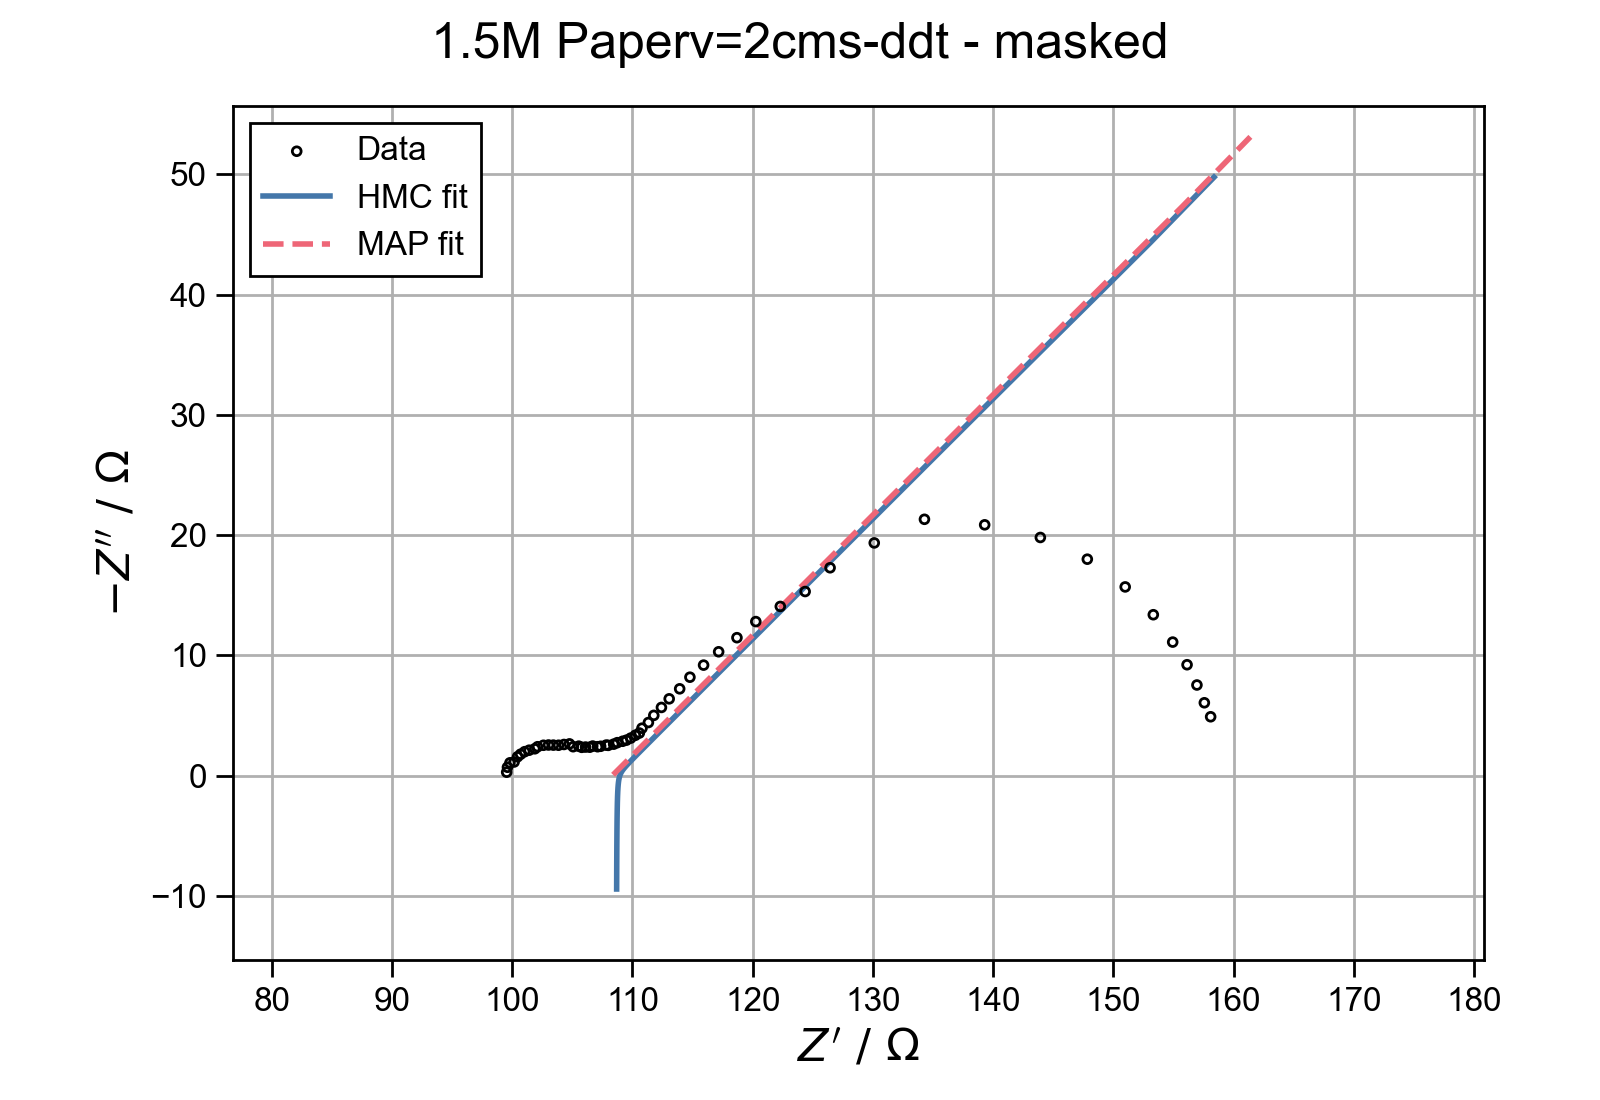 1.5M Paperv=2cms-ddt - masked
Data
HMC fit
MAP fit
50
40
30
20
10
0
−10
−Z′′ / Ω
80 90 100 110 120 130 140 150 160 170 180
Z′ / Ω